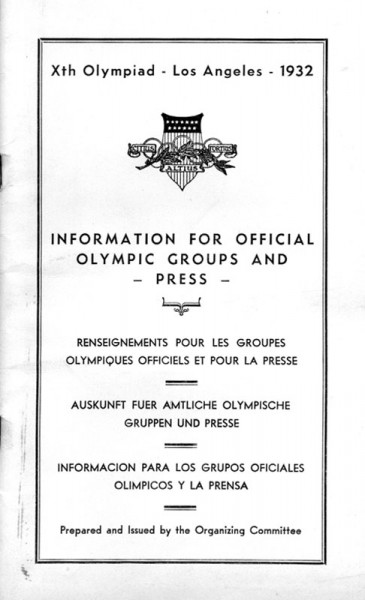 Xth Olympiad - Los Angeles - 1932
CITIUS FORTIUS
ALTIUS
INFORMATION FOR OFFICIAL
OLYMPIC GROUPS AND
– PRESS –
RENSEIGNEMENTS POUR LES GROUPES
OLYMPIQUES OFFICIELS ET POUR LA PRESSE
AUSKUNFT FUER AMTLICHE OLYMPISCHE
GRUPPEN UND PRESSE
INFORMACION PARA LOS GRUPOS OFICIALES
OLIMPICOS Y LA PRENSA
Prepared and Issued by the Organizing Committee